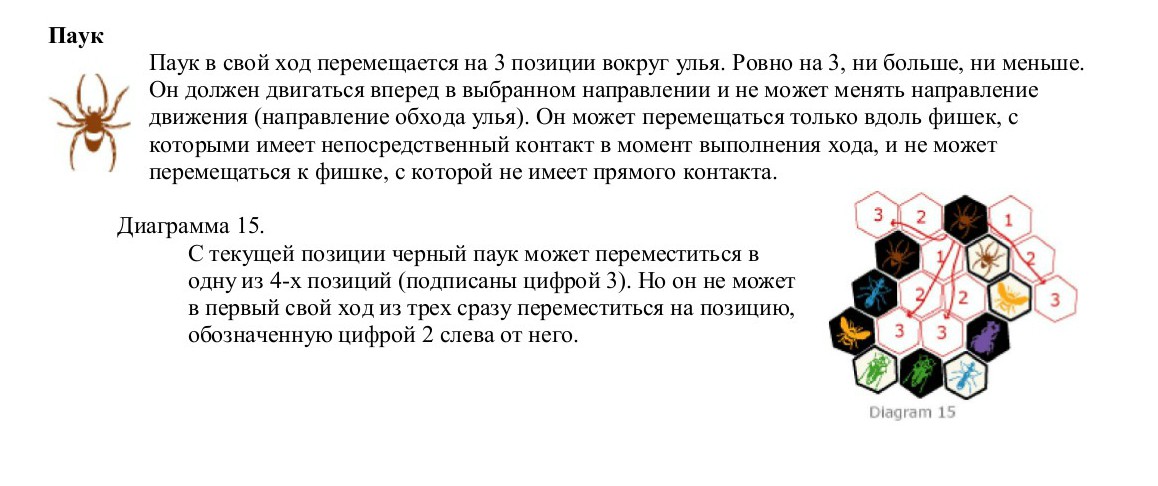 Паук
Паук в свой ход перемещается на 3 позиции вокруг улья. Ровно на 3, ни больше, ни меньше.
Он должен двигаться вперед в выбранном направлении и не может менять направление
движения (направление обхода улья). Он может перемещаться только вдоль фишек, с
которыми имеет непосредственный контакт в момент выполнения хода, и не может
перемещаться к фишке, с которой не имеет прямого контакта.
Диаграмма 15.
С текущей позиции черный паук может переместиться в
одну из 4-х позиций (подписаны цифрой 3). Но он не может
в первый свой ход из трех сразу переместиться на позицию,
обозначенную цифрой 2 слева от него.
3 2 1
1 2
2 2 3
3 3
Diagram 15